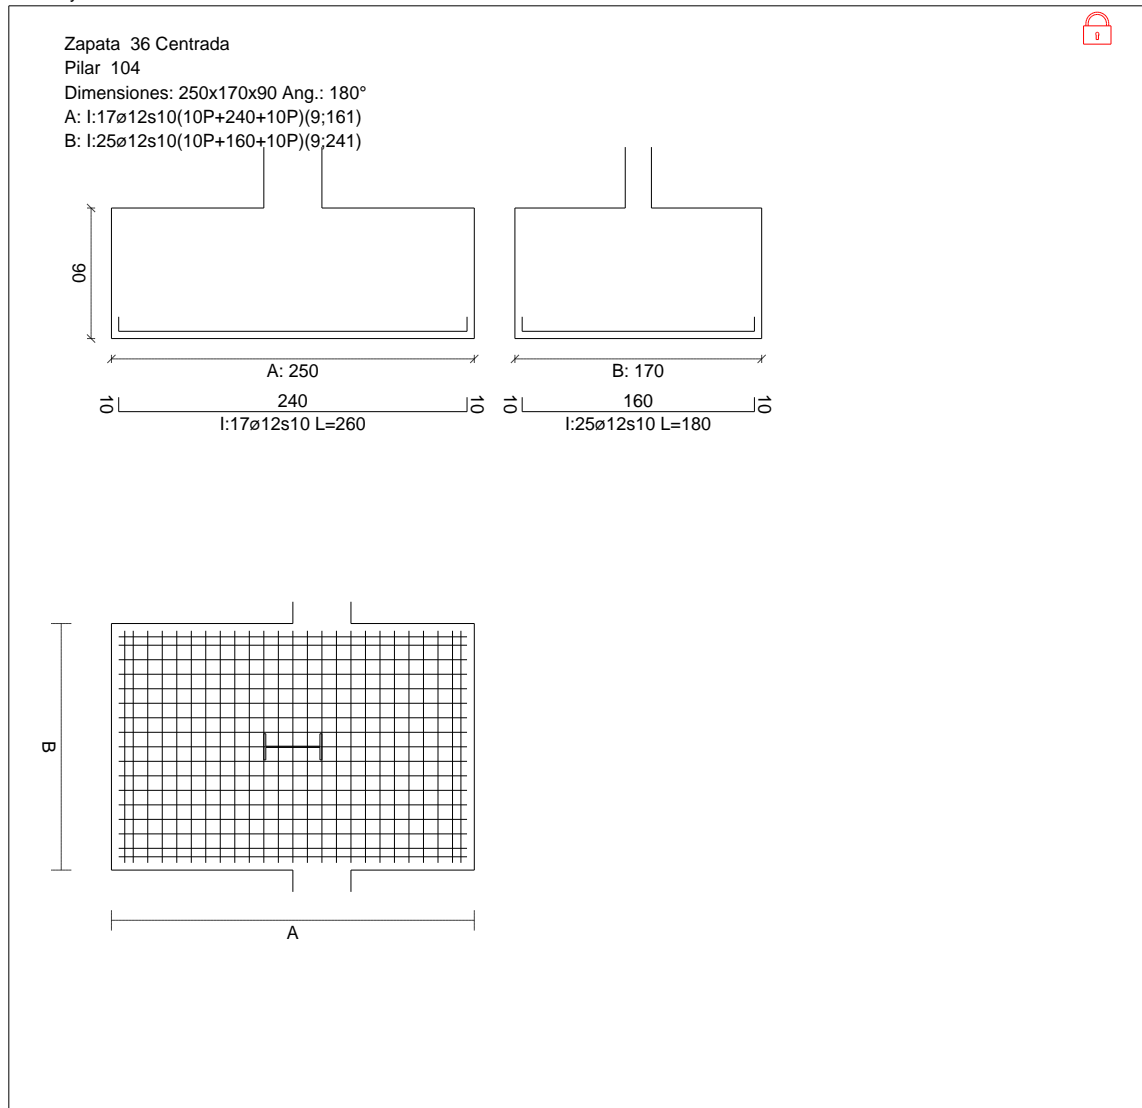 Zapata 36 Centrada
Pilar 104
Dimensiones: 250x170x90 Ang.: 180°
A: I:17ø12s10(10P+240+10P)(9;161)
B: I:25ø12s10(10P+160+10P)(9;241)
90
A: 250
B: 170
10
240
10
10
160
10
I:17ø12s10 L=260
I:25ø12s10 L=180
B
A